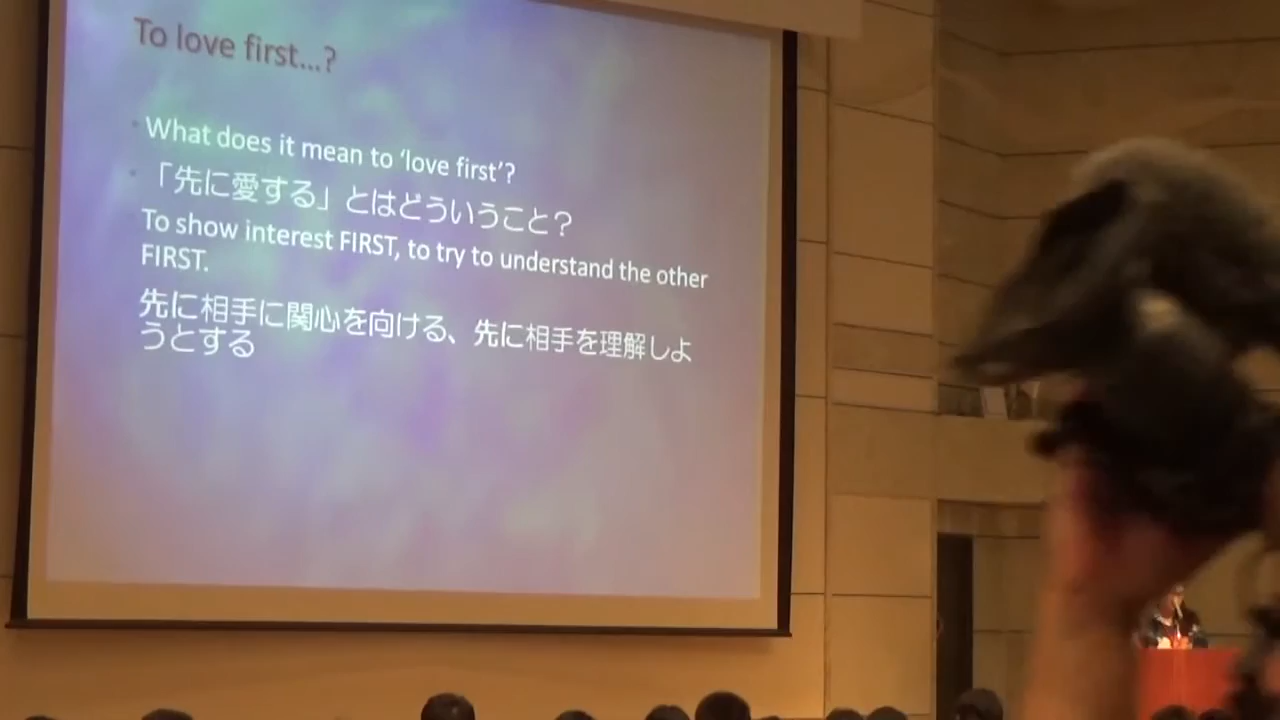 To love first...?
What does it mean to ‘love first’?
「先に愛する」とはどういうこと？
To show interest FIRST, to try to understand the other
FIRST.
先に相手に関心を向ける、先に相手を理解しよ
うとする